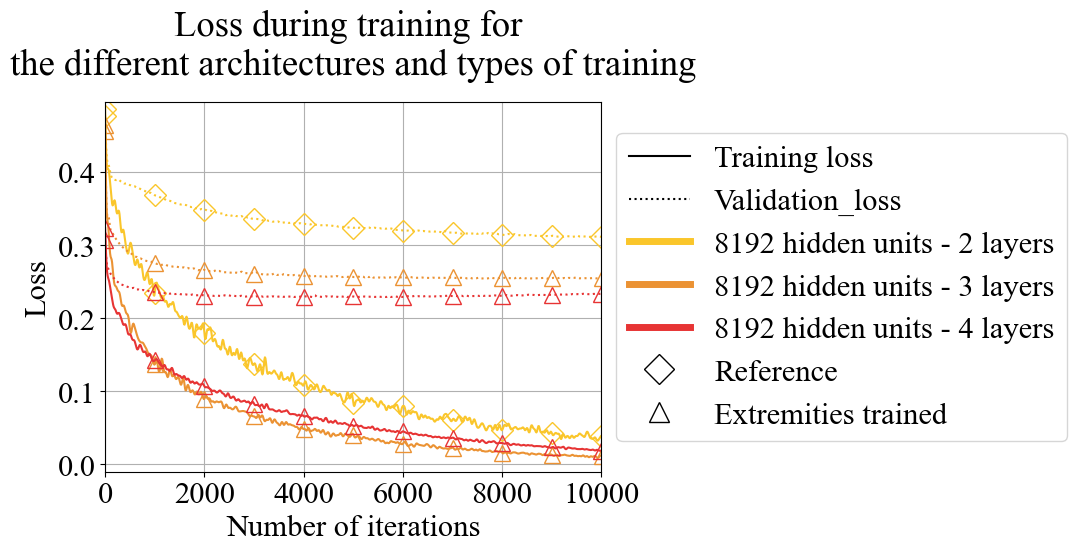 Loss during training for
the different architectures and types of training
0.4
0.3
0.2
0.1
0.0
Loss
0 2000 4000 6000 8000 10000
Number of iterations
Training loss
Validation_loss
8192 hidden units - 2 layers
8192 hidden units - 3 layers
8192 hidden units - 4 layers
Reference
Extremities trained